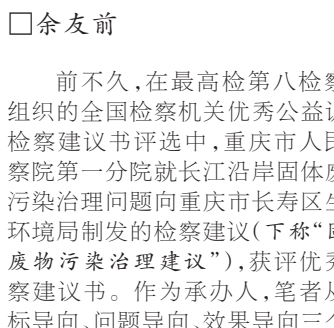 □余友前
前不久,在最高检第八检察
组织的全国检察机关优秀公益诉
检察建议书评选中,重庆市人民
察院第一分院就长江沿岸固体废
污染治理问题向重庆市长寿区生
环境局制发的检察建议(下称“固
废物污染治理建议”),获评优秀
察建议书。作为承办人,笔者从
标导向、问题导向、效果导向三个